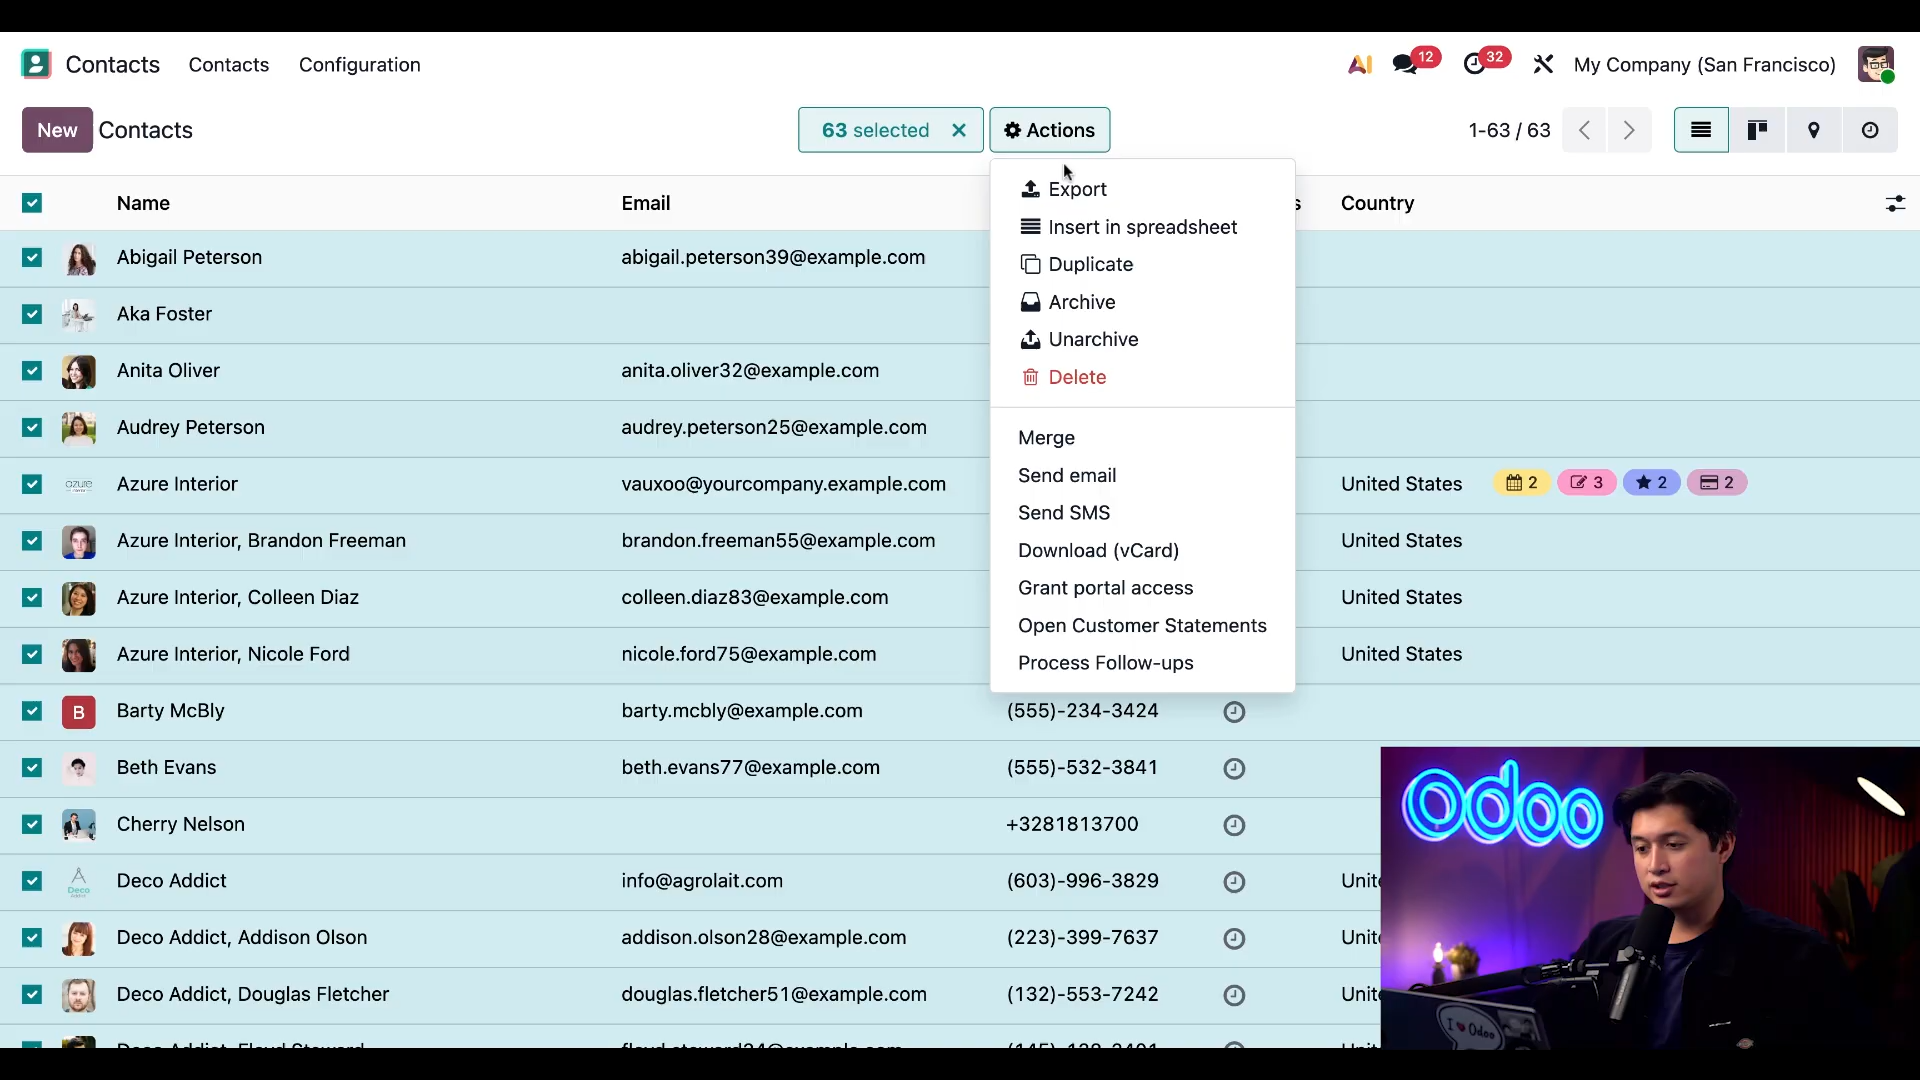 Contacts Contacts Configuration 12 32 My Company (San Francisco)
New Contacts 63 selected Actions 1-63 / 63
Name Email s Country
Export
Insert in spreadsheet
Duplicate
Archive
Unarchive
Delete
Merge
Send email
Send SMS
Download (vCard)
Grant portal access
Open Customer Statements
Process Follow-ups
Abigail Peterson abigail.peterson39@example.com
Aka Foster
Anita Oliver anita.oliver32@example.com
Audrey Peterson audrey.peterson25@example.com
azure Azure Interior vauxoo@yourcompany.example.com United States 2 3 2 2
Azure Interior, Brandon Freeman brandon.freeman55@example.com United States
Azure Interior, Colleen Diaz colleen.diaz83@example.com United States
Azure Interior, Nicole Ford nicole.ford75@example.com United States
B Barty McBly barty.mcbly@example.com (555)-234-3424
Beth Evans beth.evans77@example.com (555)-532-3841
Cherry Nelson +3281813700
Deco Addict Deco Addict info@agrolait.com (603)-996-3829 Unit
Deco Addict, Addison Olson addison.olson28@example.com (223)-399-7637 Unit
Deco Addict, Douglas Fletcher douglas.fletcher51@example.com (132)-553-7242 Unit
odoo
I ♥ Odoo